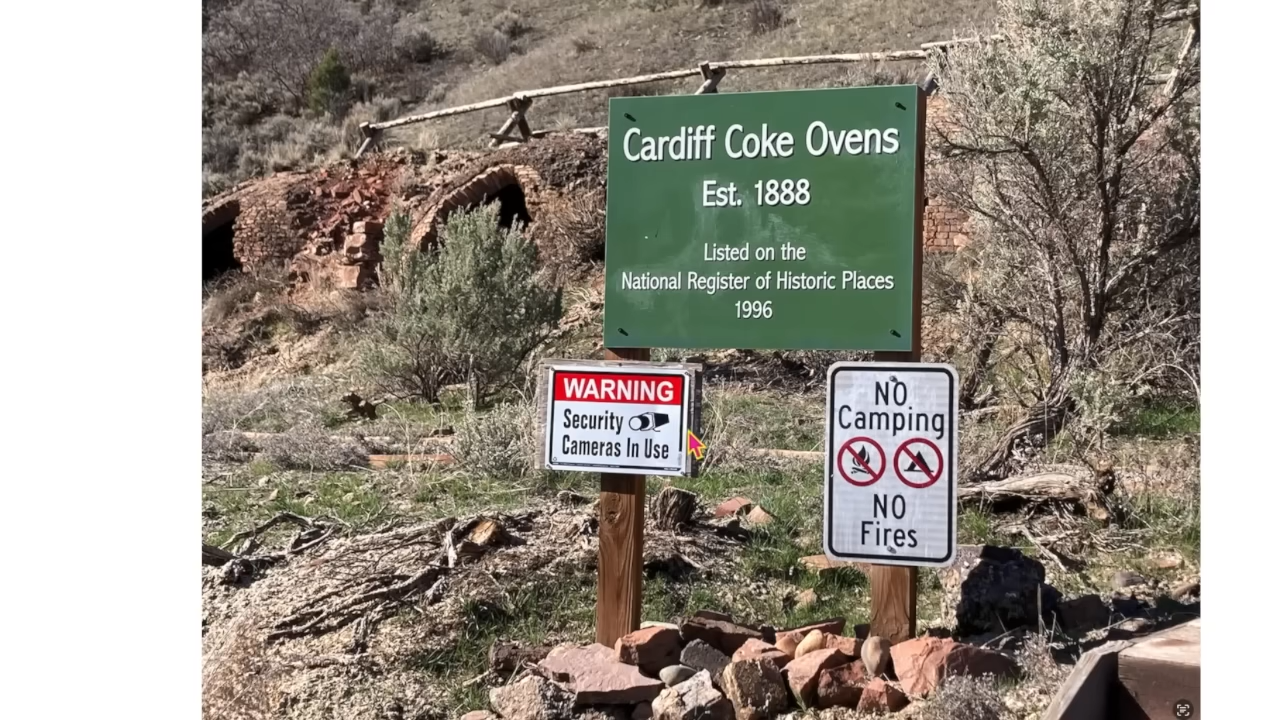 Cardiff Coke Ovens
Est. 1888
Listed on the
National Register of Historic Places
1996
WARNING
Security
Cameras In Use
NO
Camping
NO
Fires